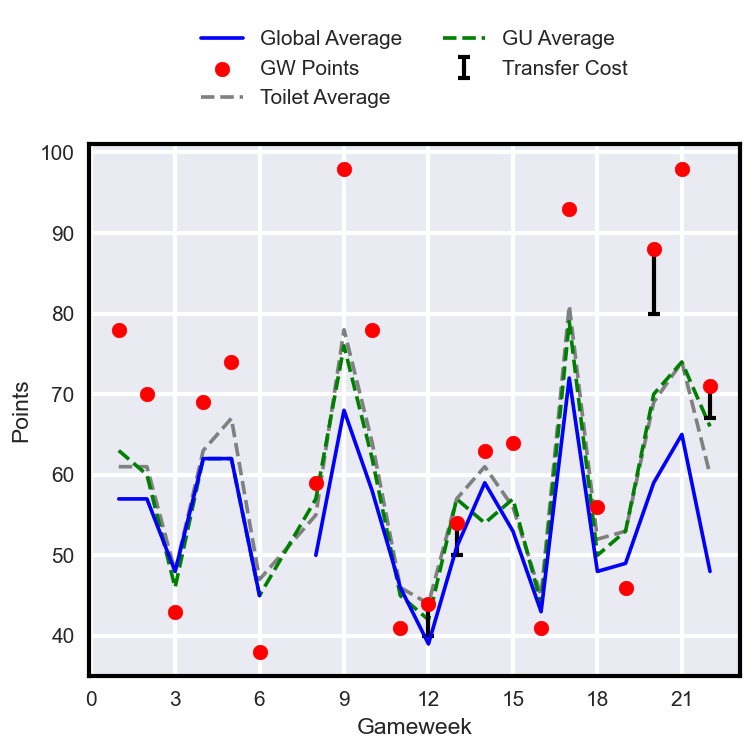 Global Average
GW Points
Toilet Average
GU Average
Transfer Cost
100
90
80
70
60
50
40
Points
0 3 6 9 12 15 18 21
Gameweek